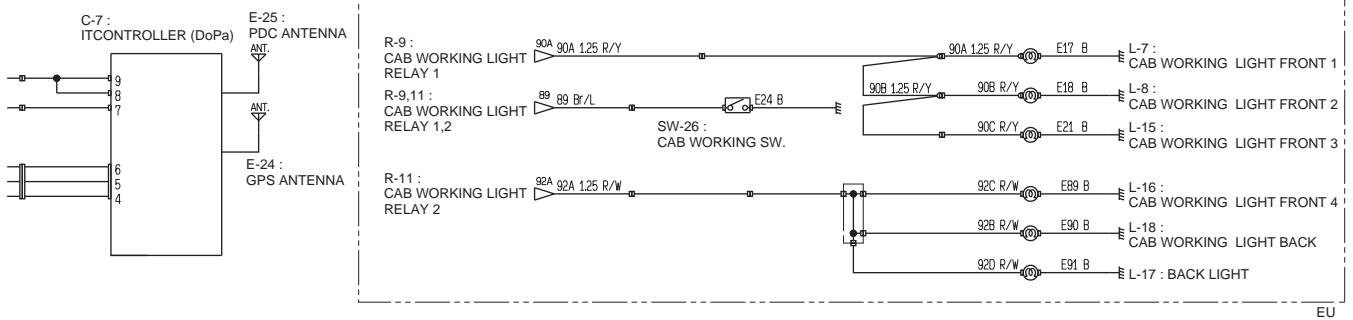 C-7 :
ITCONTROLLER (DoPa)
E-25 :
PDC ANTENNA
ANT.
9
8
7
ANT.
6
5
4
E-24 :
GPS ANTENNA
R-9 :
CAB WORKING LIGHT
RELAY 1
90A 90A 1.25 R/Y
90A 1.25 R/Y E17 B
L-7 :
CAB WORKING LIGHT FRONT 1
R-9,11 :
CAB WORKING LIGHT
RELAY 1,2
89 89 Br/L
E24 B
SW-26 :
CAB WORKING SW.
90B 1.25 R/Y 90B R/Y E18 B
L-8 :
CAB WORKING LIGHT FRONT 2
90C R/Y E21 B
L-15 :
CAB WORKING LIGHT FRONT 3
R-11 :
CAB WORKING LIGHT
RELAY 2
92A 92A 1.25 R/W
92C R/W E89 B
L-16 :
CAB WORKING LIGHT FRONT 4
92B R/W E90 B
L-18 :
CAB WORKING LIGHT BACK
92D R/W E91 B
L-17 : BACK LIGHT
EU